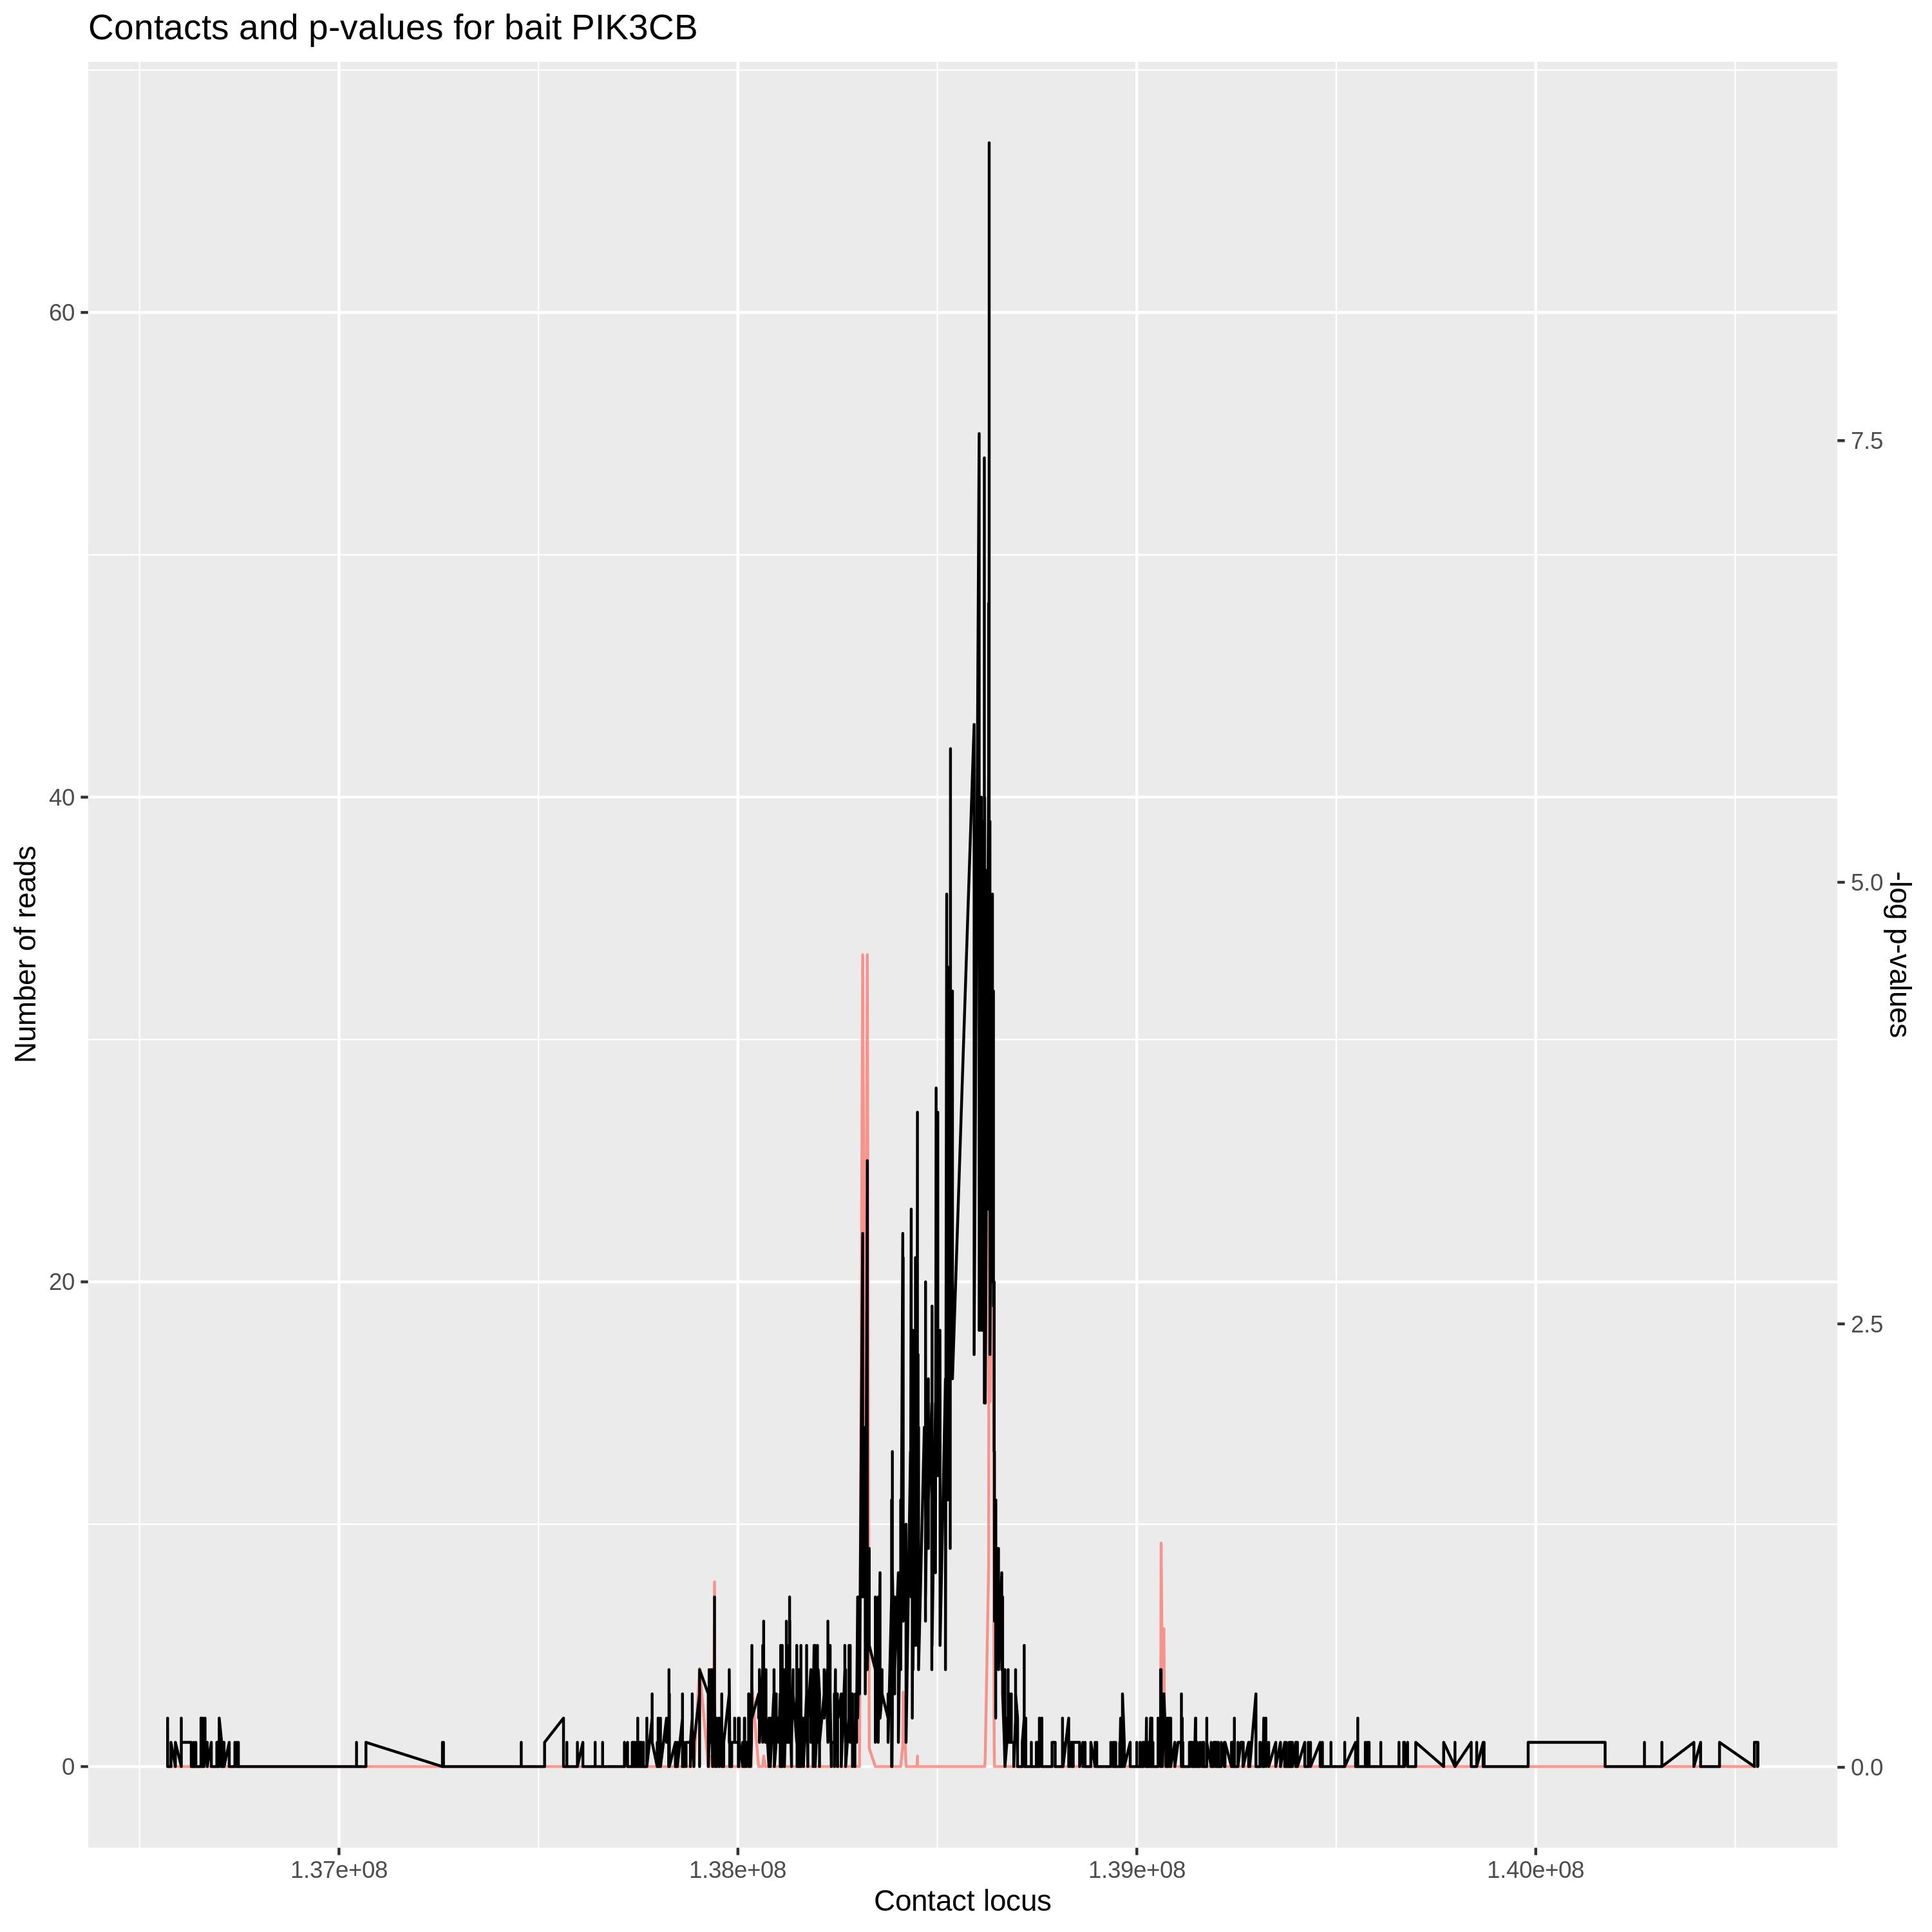 Contacts and p-values for bait PIK3CB
60
40
20
0
7.5
5.0
2.5
0.0
Number of reads
-log p-values
1.37e+08 1.38e+08 1.39e+08 1.40e+08
Contact locus